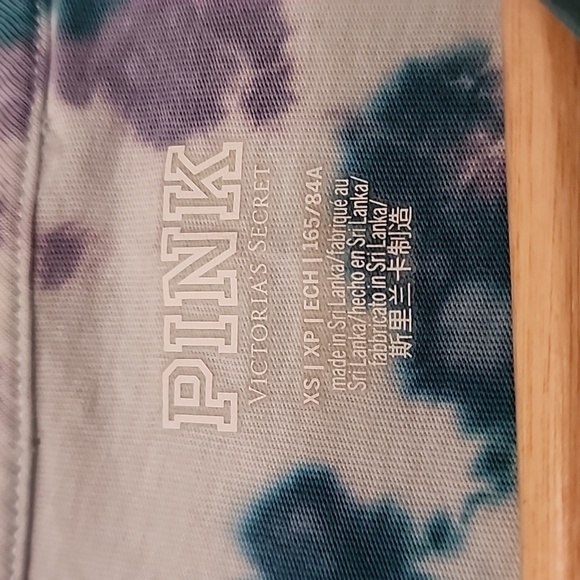 PINK
VICTORIAS SECRET
XS | XP | ECH | 165/84A
made in Sri Lanka/fabriqué au
Sri Lanka/hecho en Sri Lanka/
fabbricato in Sri Lanka/
斯里兰卡制造